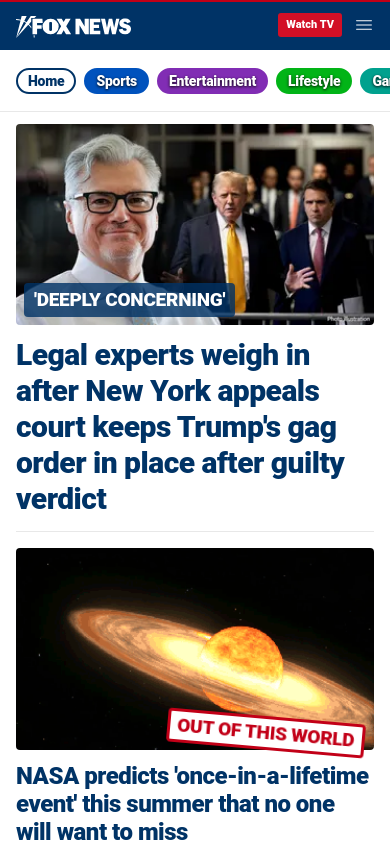 FOX NEWS
Watch TV
Home
Sports
Entertainment
Lifestyle
'DEEPLY CONCERNING'
Photo Illustration
Legal experts weigh in
after New York appeals
court keeps Trump's gag
order in place after guilty
verdict
OUT OF THIS WORLD
NASA predicts 'once-in-a-lifetime
event' this summer that no one
will want to miss